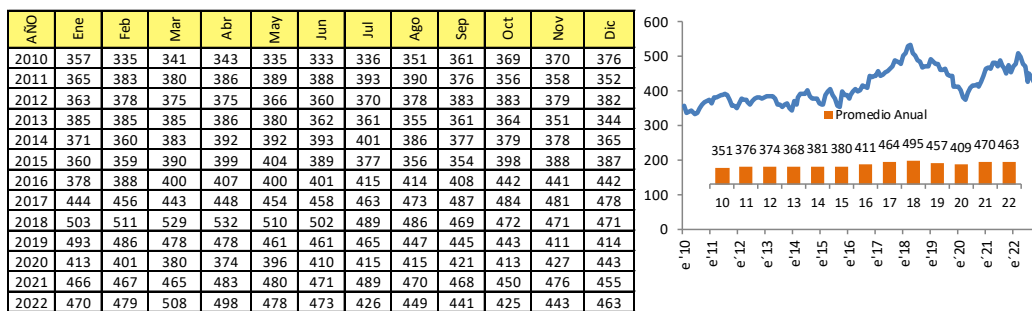 AÑO Ene Feb Mar Abr May Jun Jul Ago Sep Oct Nov Dic
2010 357 335 341 343 335 333 336 351 361 369 370 376
2011 365 383 380 386 389 388 393 390 376 356 358 352
2012 363 378 375 375 366 360 370 378 383 383 379 382
2013 385 385 385 386 380 362 361 355 361 364 351 344
2014 371 360 383 392 392 393 401 386 377 379 378 365
2015 360 359 390 399 404 389 377 356 354 398 388 387
2016 378 388 400 407 400 401 415 414 408 442 441 442
2017 444 456 443 448 454 458 463 473 487 484 481 478
2018 503 511 529 532 510 502 489 486 469 472 471 471
2019 493 486 478 478 461 461 465 447 445 443 411 414
2020 413 401 380 374 396 410 415 415 421 413 427 443
2021 466 467 465 483 480 471 489 470 468 450 476 455
2022 470 479 508 498 478 473 426 449 441 425 443 463
600
500
400
300
200
100
0
Promedio Anual
351 376 374 368 381 380 411 464 495 457 409 470 463
10 11 12 13 14 15 16 17 18 19 20 21 22
e '10 e'11 e '12 e '13 e '14 e '15 e '16 e '17 e '18 e '19 e '20 e '21 e '22